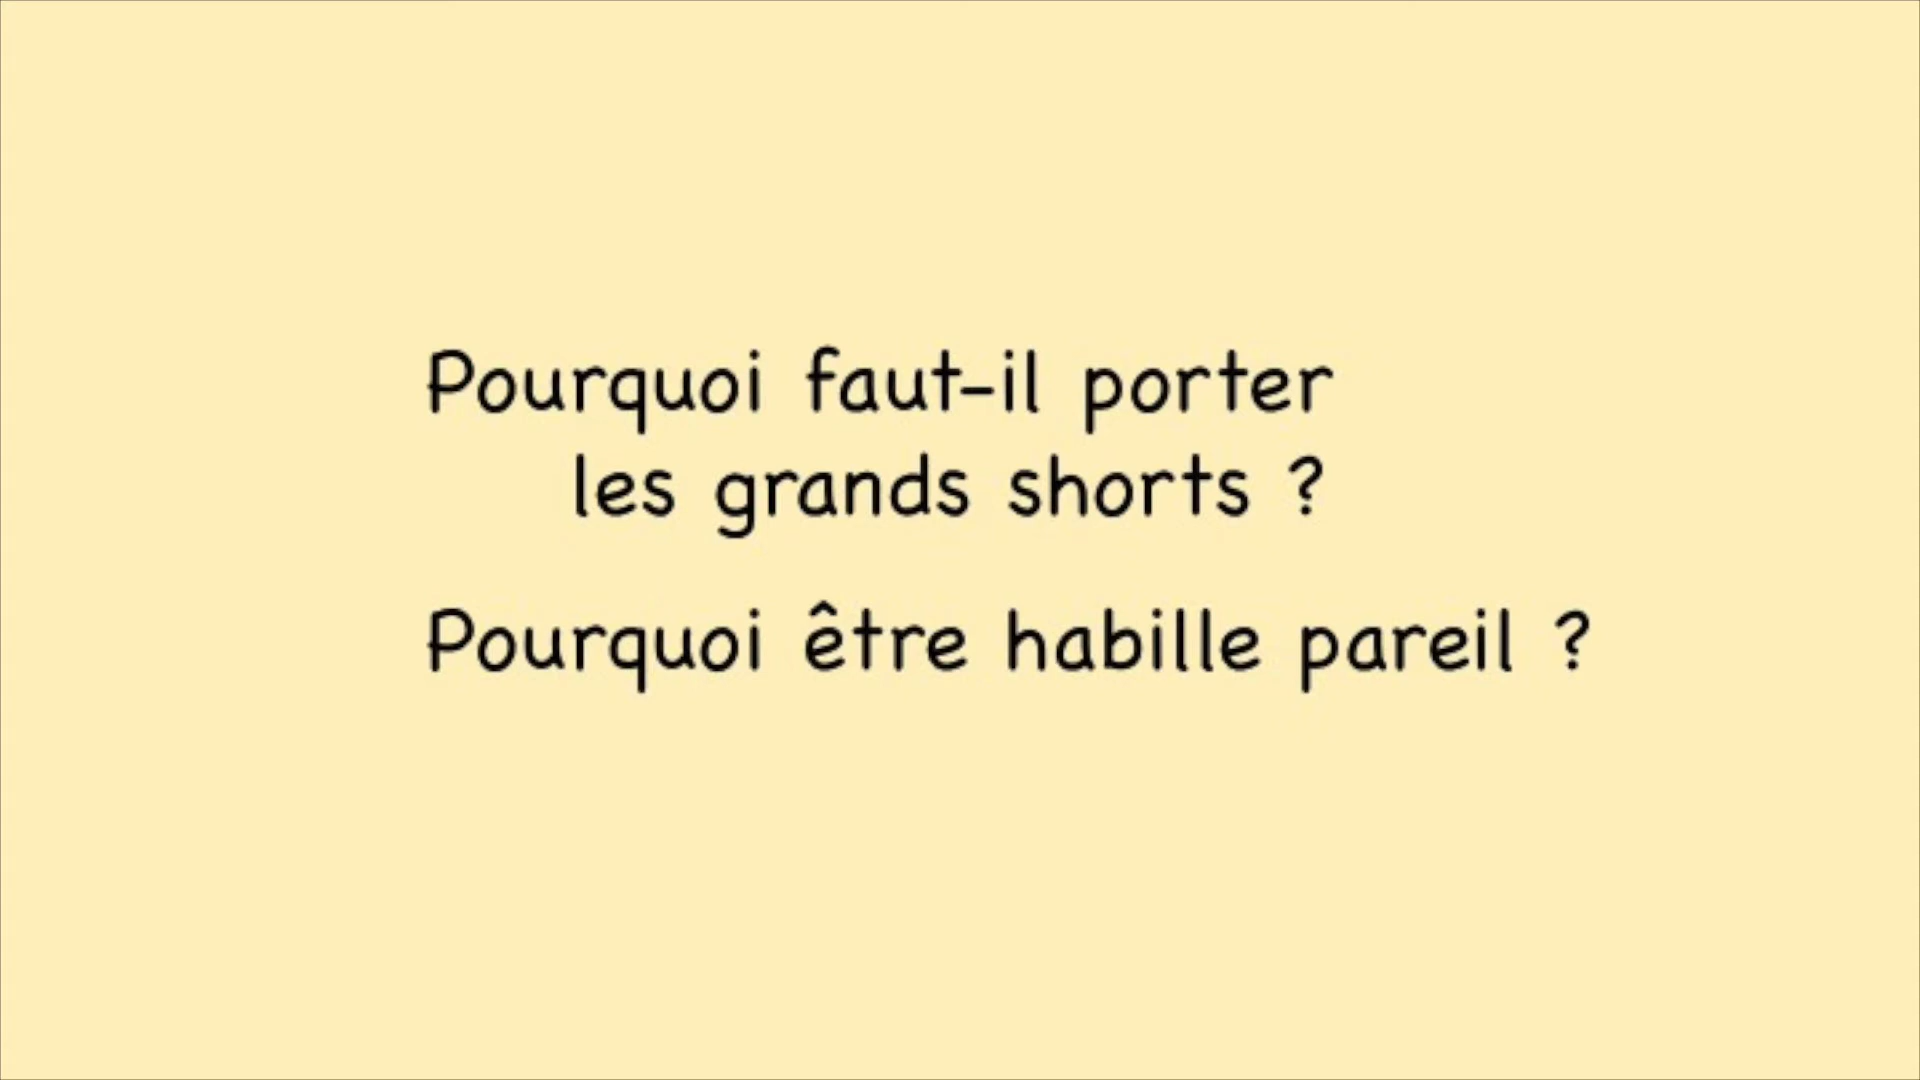 Pourquoi faut-il porter
les grands shorts ?
Pourquoi être habille pareil ?